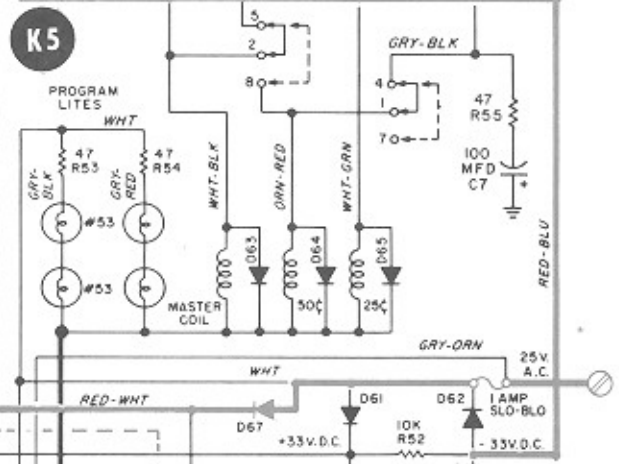 K5
5
2
8
GRY-BLK
4
1
7
47
R55
100
MFD
C7
+
PROGRAM
LITES
WHT
47
R53
47
R54
GRY-
BLK
GRY-
RED
#53
#53
WHT-BLK
ORN-RED
WHT-GRN
D63
D64
D65
MASTER
COIL
50¢
25¢
RED-BLU
GRY-ORN
25V.
A.C.
WHT
RED-WHT
D67
D61
D62
1 AMP
SLO-BLO
+33V.D.C.
10K
R52
- 33V.D.C.